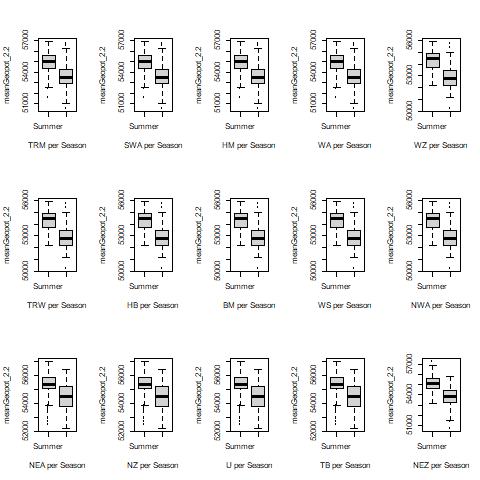 meanGeopot_2.2 51000 54000 57000 Summer TRM per Season
meanGeopot_2.2 51000 54000 57000 Summer SWA per Season
meanGeopot_2.2 51000 54000 57000 Summer HM per Season
meanGeopot_2.2 51000 54000 57000 Summer WA per Season
meanGeopot_2.2 50000 53000 56000 Summer WZ per Season
meanGeopot_2.2 50000 53000 56000 Summer TRW per Season
meanGeopot_2.2 50000 53000 56000 Summer HB per Season
meanGeopot_2.2 50000 53000 56000 Summer BM per Season
meanGeopot_2.2 50000 53000 56000 Summer WS per Season
meanGeopot_2.2 50000 53000 56000 Summer NWA per Season
meanGeopot_2.2 52000 54000 56000 Summer NEA per Season
meanGeopot_2.2 52000 54000 56000 Summer NZ per Season
meanGeopot_2.2 52000 54000 56000 Summer U per Season
meanGeopot_2.2 52000 54000 56000 Summer TB per Season
meanGeopot_2.2 51000 54000 57000 Summer NEZ per Season